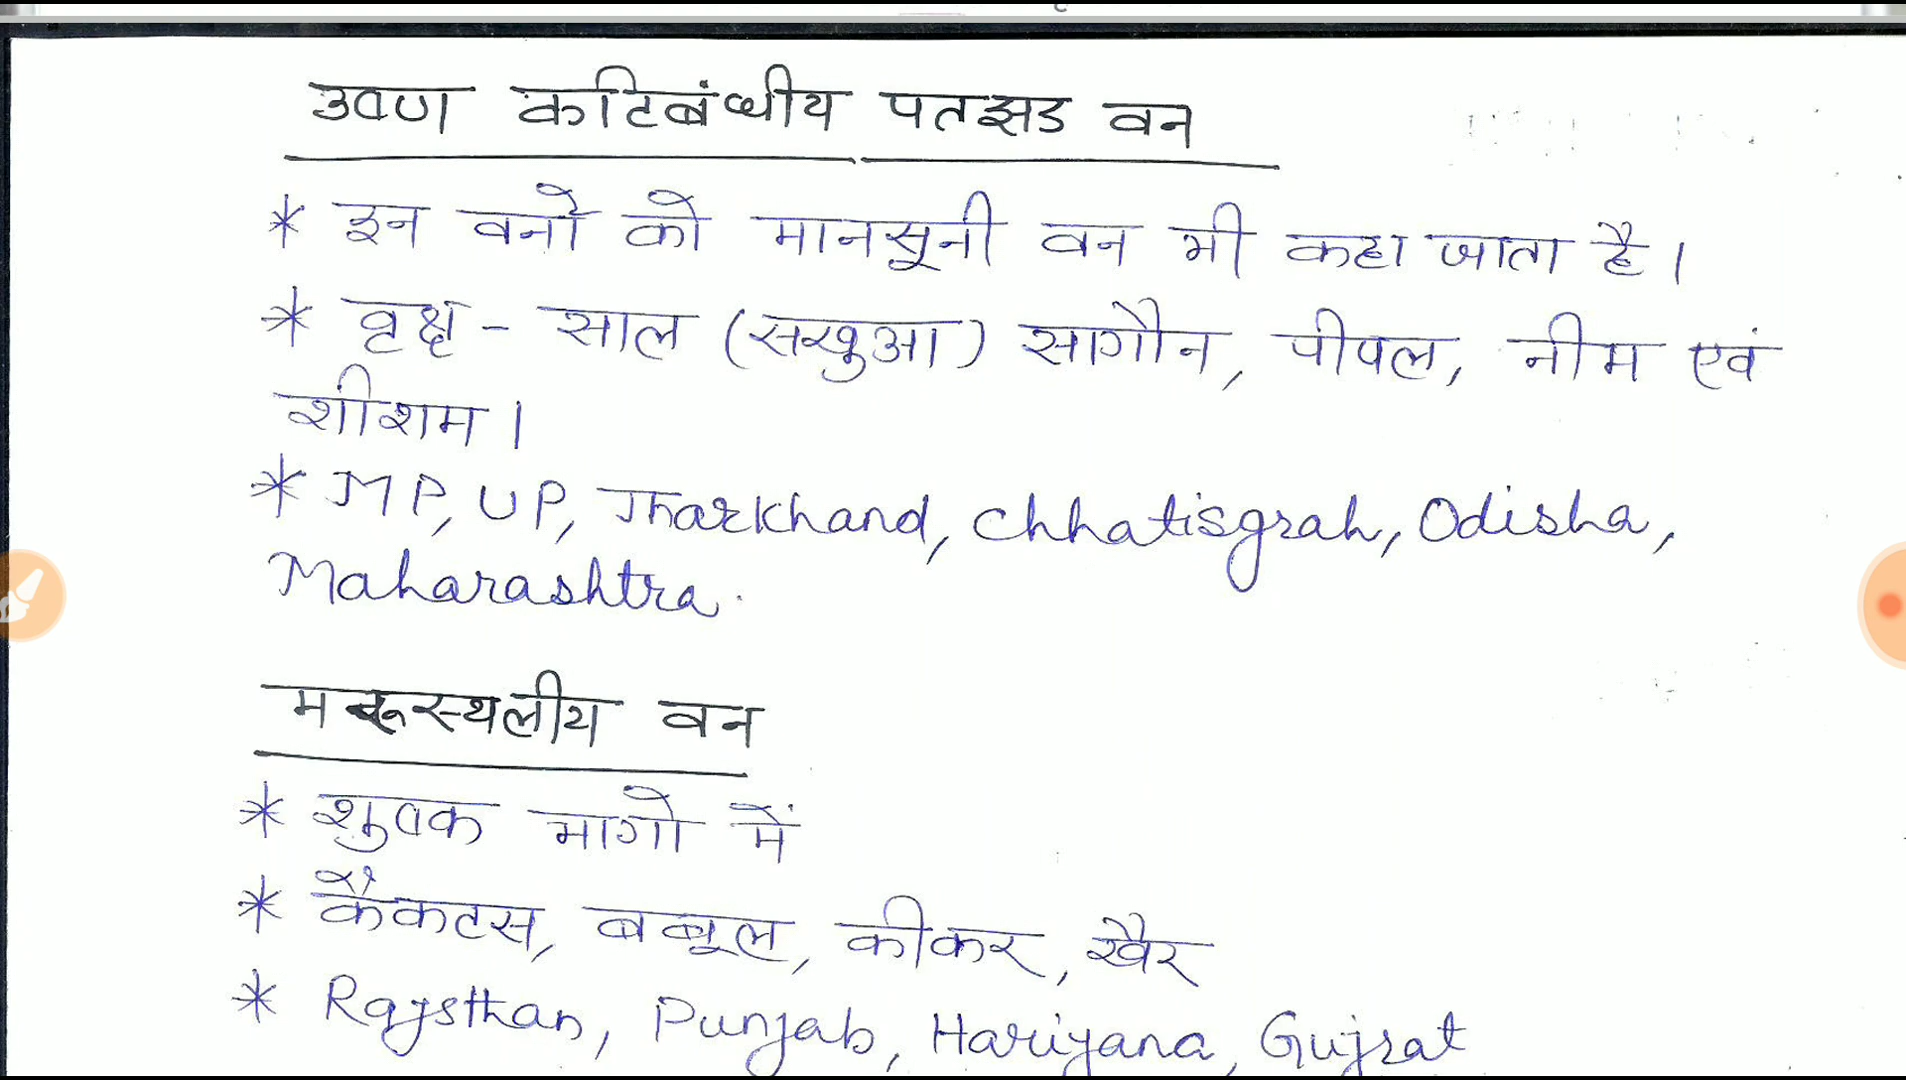 उष्ण कटिबंधीय पतझड वन
* इन वनों को मानसूनी वन भी कहा जाता है।
* वृक्ष - साल (सखुआ) सागौन, पीपल, नीम एवं
शीशम।
* MP, UP, Jharkhand, Chhatisgrah, Odisha,
Maharashtra.
मरूस्थलीय वन
* शुष्क भागो में
* कैकटस, बबूल, कीकर, खैर
* Rajsthan, Punjab, Hariyana, Gujrat